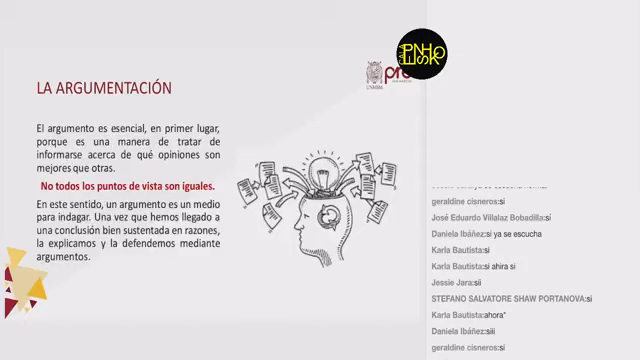 LA ARGUMENTACIÓN
UNMSM
El argumento es esencial, en primer lugar,
porque es una manera de tratar de
informarse acerca de qué opiniones son
mejores que otras.
No todos los puntos de vista son iguales.
En este sentido, un argumento es un medio
para indagar. Una vez que hemos llegado a
una conclusión bien sustentada en razones,
la explicamos y la defendemos mediante
argumentos.
geraldine cisneros:si
José Eduardo Villalaz Bobadilla:sí
Daniela Ibáñez:si ya se escucha
Karla Bautista:si
Karla Bautista:si ahira si
Jessie Jara:sii
STEFANO SALVATORE SHAW PORTANOVA:si
Karla Bautista:ahora*
Daniela Ibáñez:siii
geraldine cisneros:si